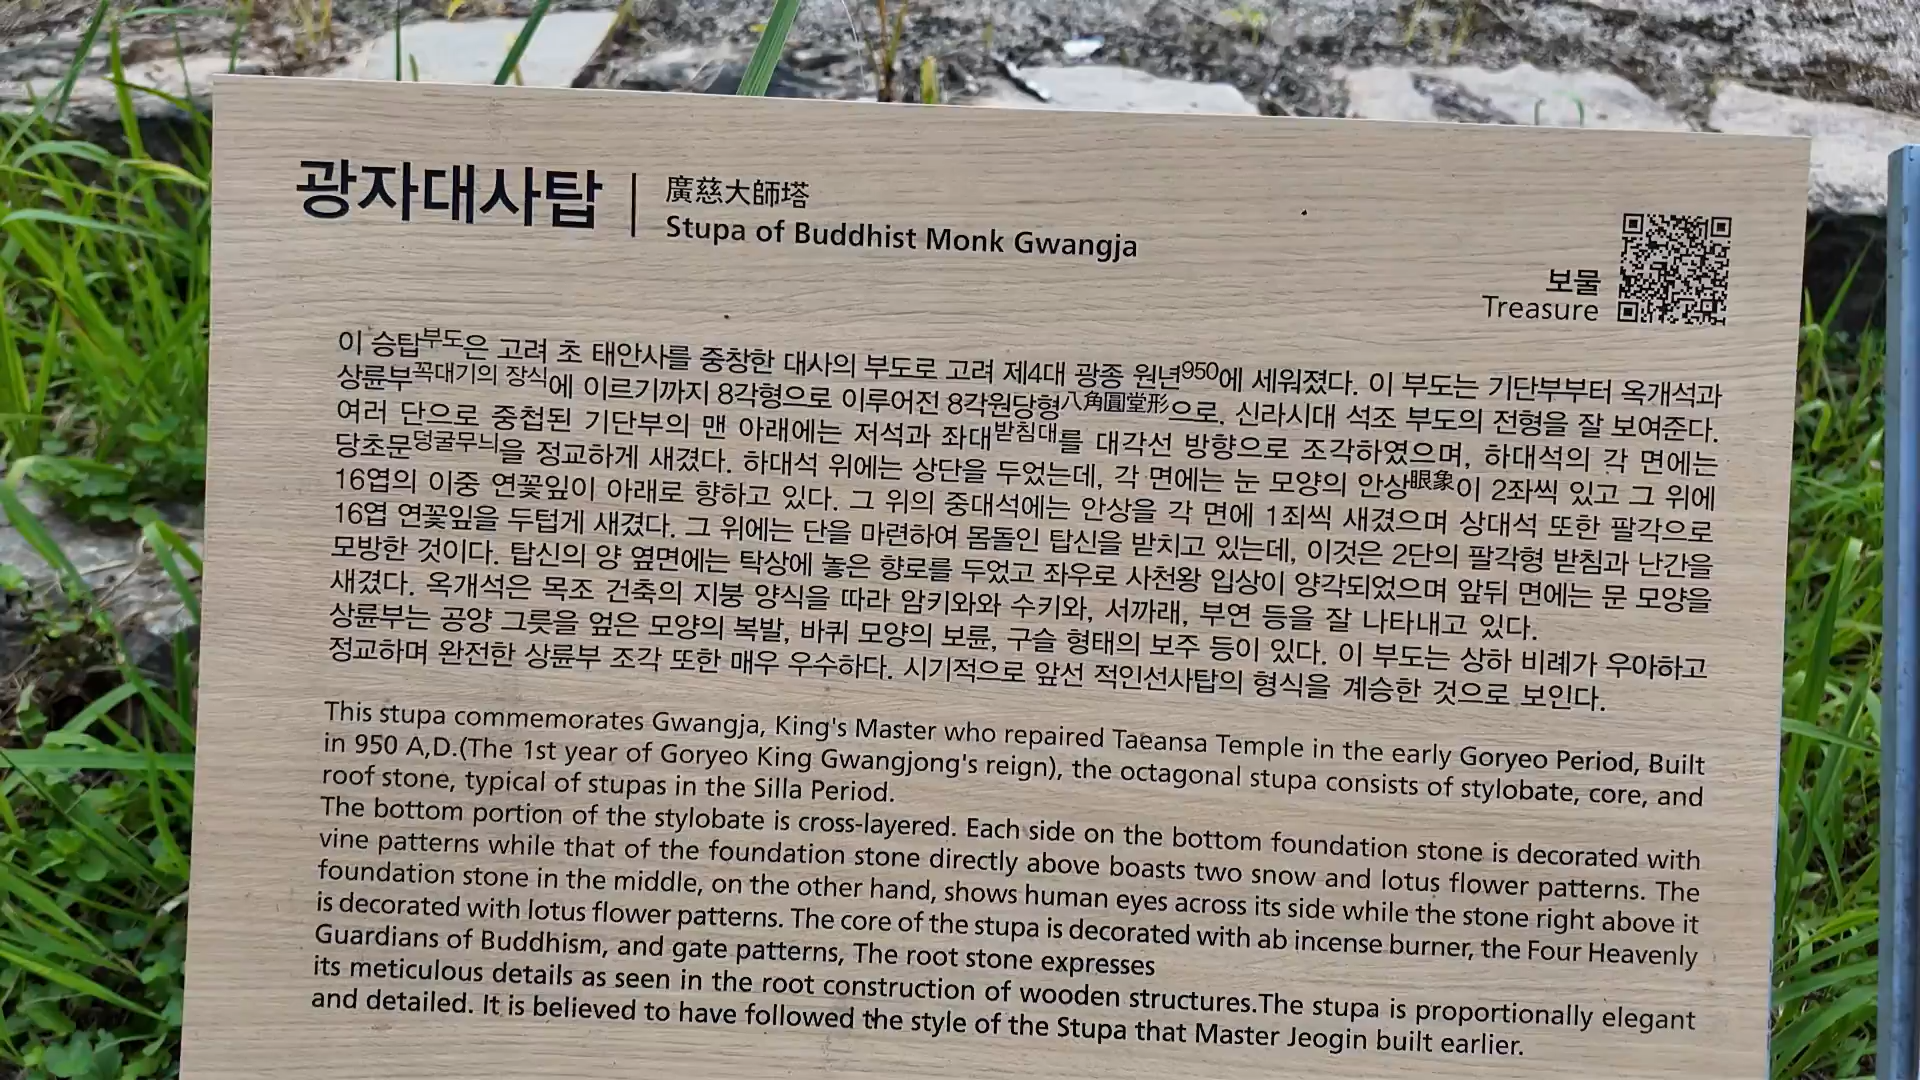 광자대사탑
廣慈大師塔
Stupa of Buddhist Monk Gwangja
보물
Treasure
이 승탑부도은 고려 초 태안사를 중창한 대사의 부도로 고려 제4대 광종 원년950에 세워졌다. 이 부도는 기단부부터 옥개석과
상륜부꼭대기의 장식에 이르기까지 8각형으로 이루어전 8각원당형八角圓堂形으로, 신라시대 석조 부도의 전형을 잘 보여준다.
여러 단으로 중첩된 기단부의 맨 아래에는 저석과 좌대받침대를 대각선 방향으로 조각하였으며, 하대석의 각 면에는
당초문덩굴무늬을 정교하게 새겼다. 하대석 위에는 상단을 두었는데, 각 면에는 눈 모양의 안상眼象이 2좌씩 있고 그 위에
16엽의 이중 연꽃잎이 아래로 향하고 있다. 그 위의 중대석에는 안상을 각 면에 1죄씩 새겼으며 상대석 또한 팔각으로
16엽 연꽃잎을 두텁게 새겼다. 그 위에는 단을 마련하여 몸돌인 탑신을 받치고 있는데, 이것은 2단의 팔각형 받침과 난간을
모방한 것이다. 탑신의 양 옆면에는 탁상에 놓은 향로를 두었고 좌우로 사천왕 입상이 양각되었으며 앞뒤 면에는 문 모양을
새겼다. 옥개석은 목조 건축의 지붕 양식을 따라 암키와와 수키와, 서까래, 부연 등을 잘 나타내고 있다.
상륜부는 공양 그릇을 엎은 모양의 복발, 바퀴 모양의 보륜, 구슬 형태의 보주 등이 있다. 이 부도는 상하 비례가 우아하고
정교하며 완전한 상륜부 조각 또한 매우 우수하다. 시기적으로 앞선 적인선사탑의 형식을 계승한 것으로 보인다.
This stupa commemorates Gwangja, King's Master who repaired Taeansa Temple in the early Goryeo Period, Built
in 950 A,D.(The 1st year of Goryeo King Gwangjong's reign), the octagonal stupa consists of stylobate, core, and
roof stone, typical of stupas in the Silla Period.
The bottom portion of the stylobate is cross-layered. Each side on the bottom foundation stone is decorated with
vine patterns while that of the foundation stone directly above boasts two snow and lotus flower patterns. The
foundation stone in the middle, on the other hand, shows human eyes across its side while the stone right above it
is decorated with lotus flower patterns. The core of the stupa is decorated with ab incense burner, the Four Heavenly
Guardians of Buddhism, and gate patterns, The root stone expresses
its meticulous details as seen in the root construction of wooden structures.The stupa is proportionally elegant
and detailed. It is believed to have followed the style of the Stupa that Master Jeogin built earlier.